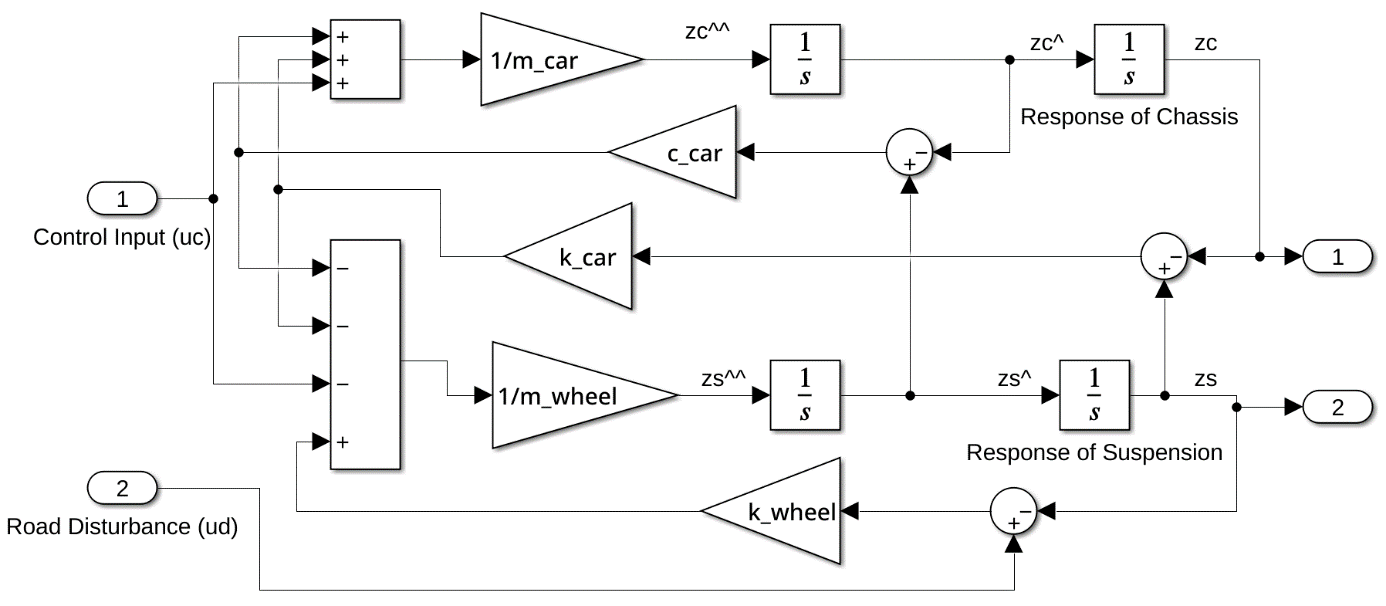 +
+
+
1/m_car
zc^^
1
s
zc^
1
s
zc
Response of Chassis
c_car
−
+
1
Control Input (uc)
k_car
−
+
1
−
−
−
+
1/m_wheel
zs^^
1
s
zs^
1
s
zs
2
Response of Suspension
2
Road Disturbance (ud)
k_wheel
−
+